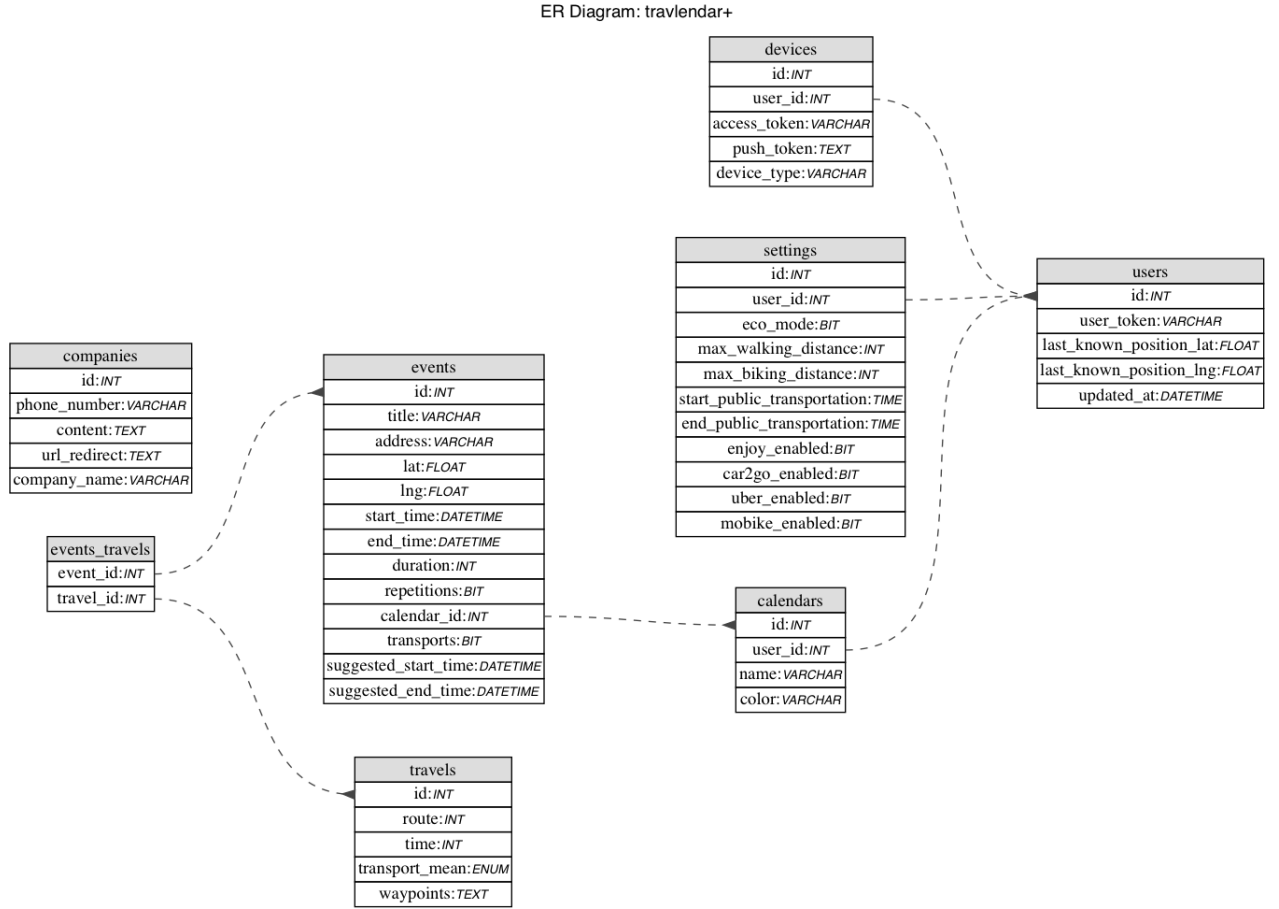 ER Diagram: travlendar+
devices
id:INT
user_id:INT
access_token:VARCHAR
push_token:TEXT
device_type:VARCHAR
settings
id:INT
user_id:INT
eco_mode:BIT
max_walking_distance:INT
max_biking_distance:INT
start_public_transportation:TIME
end_public_transportation:TIME
enjoy_enabled:BIT
car2go_enabled:BIT
uber_enabled:BIT
mobike_enabled:BIT
users
id:INT
user_token:VARCHAR
last_known_position_lat:FLOAT
last_known_position_lng:FLOAT
updated_at:DATETIME
companies
id:INT
phone_number:VARCHAR
content:TEXT
url_redirect:TEXT
company_name:VARCHAR
events
id:INT
title:VARCHAR
address:VARCHAR
lat:FLOAT
lng:FLOAT
start_time:DATETIME
end_time:DATETIME
duration:INT
repetitions:BIT
calendar_id:INT
transports:BIT
suggested_start_time:DATETIME
suggested_end_time:DATETIME
events_travels
event_id:INT
travel_id:INT
calendars
id:INT
user_id:INT
name:VARCHAR
color:VARCHAR
travels
id:INT
route:INT
time:INT
transport_mean:ENUM
waypoints:TEXT